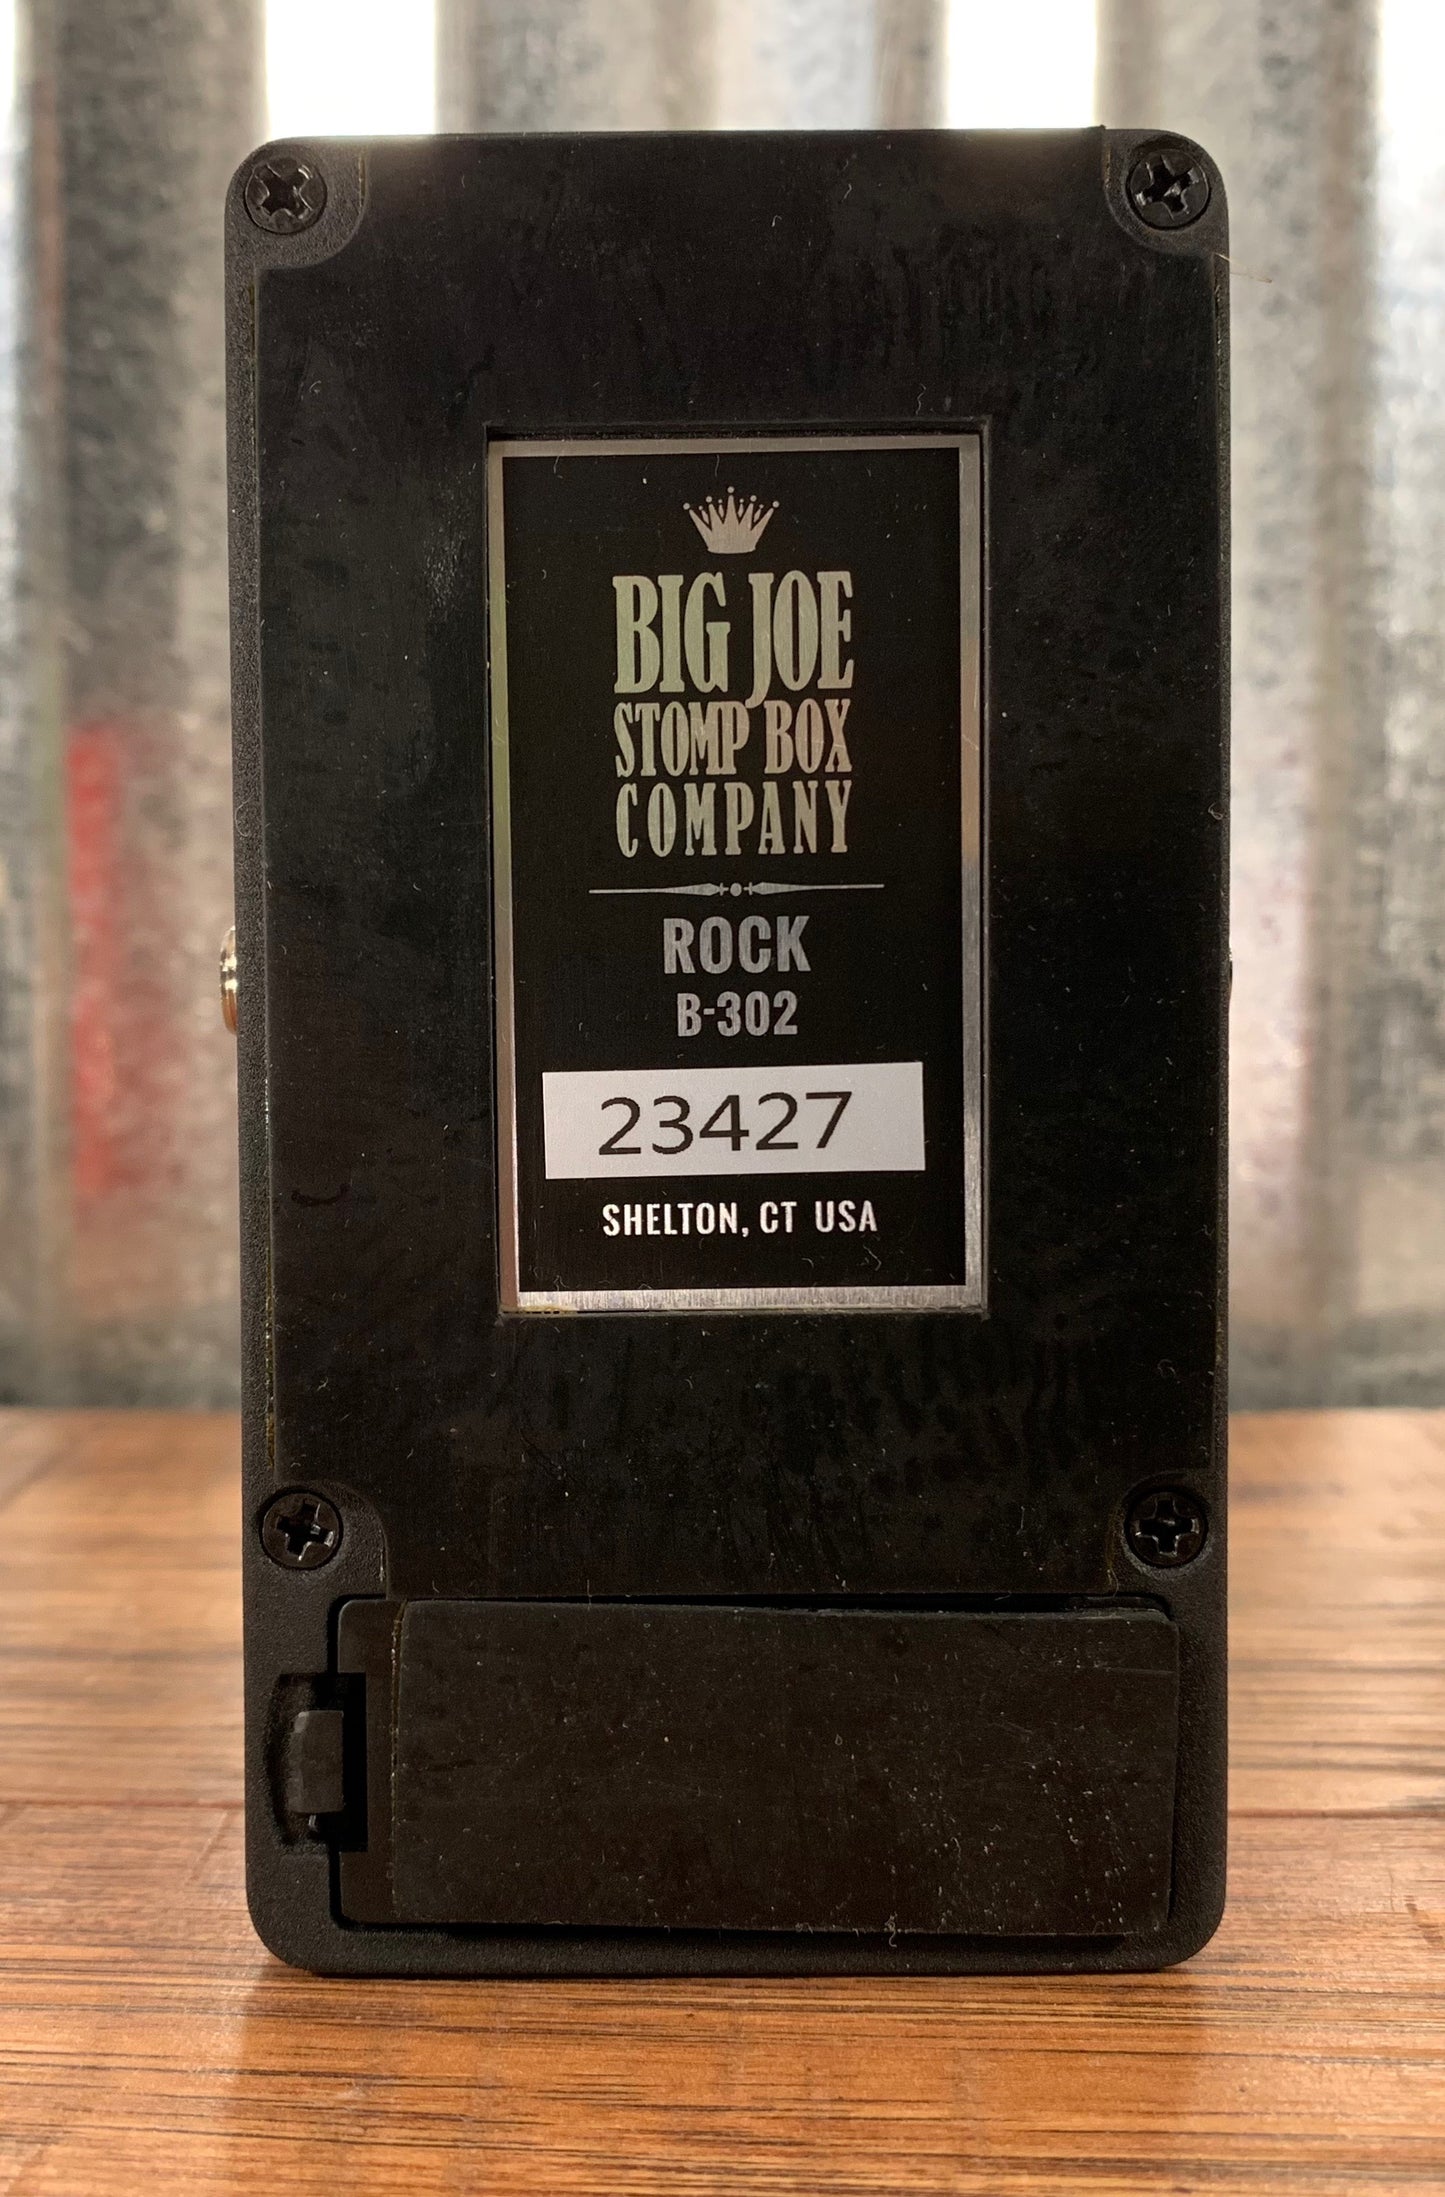 BIG JOE
STOMP BOX
COMPANY
ROCK
B-302
23427
SHELTON, CT USA